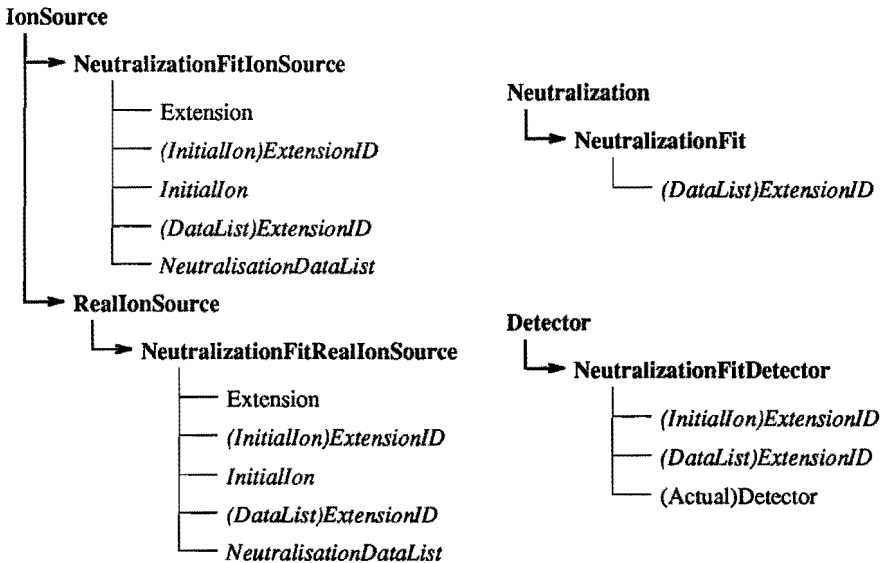 IonSource
NeutralizationFitIonSource
Extension
(InitialIon)ExtensionID
InitialIon
(DataList)ExtensionID
NeutralisationDataList
RealIonSource
NeutralizationFitRealIonSource
Extension
(InitialIon)ExtensionID
InitialIon
(DataList)ExtensionID
NeutralisationDataList
Neutralization
NeutralizationFit
(DataList)ExtensionID
Detector
NeutralizationFitDetector
(InitialIon)ExtensionID
(DataList)ExtensionID
(Actual)Detector